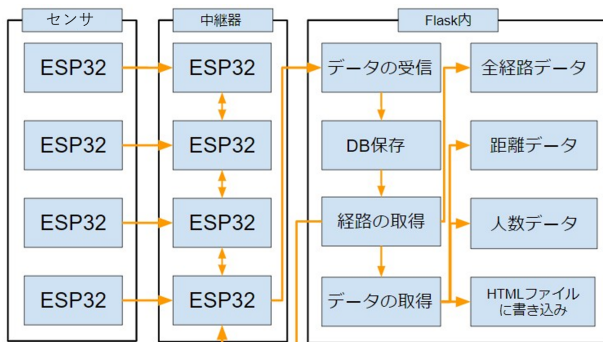 センサ
中継器
Flask内
ESP32
ESP32
データの受信
全経路データ
ESP32
ESP32
DB保存
距離データ
ESP32
ESP32
経路の取得
人数データ
ESP32
ESP32
データの取得
HTMLファイル
に書き込み